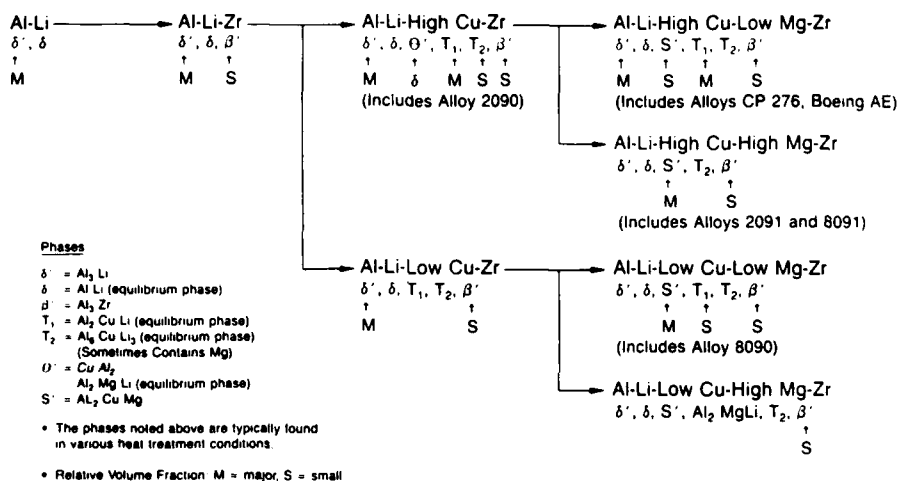 Al-Li
δ′, δ
↑
M
Al-Li-Zr
δ′, δ, β′
↑ ↑
M S
Al-Li-High Cu-Zr
δ′, δ, Θ′, T₁, T₂, β′
↑ ↑ ↑ ↑ ↑
M δ M S S
(Includes Alloy 2090)
Al-Li-High Cu-Low Mg-Zr
δ′, δ, S′, T₁, T₂, β′
↑ ↑ ↑ ↑
M S M S
(Includes Alloys CP 276, Boeing AE)
Al-Li-High Cu-High Mg-Zr
δ′, δ, S′, T₂, β′
↑ ↑
M S
(Includes Alloys 2091 and 8091)
Al-Li-Low Cu-Zr
δ′, δ, T₁, T₂, β′
↑ ↑
M S
Al-Li-Low Cu-Low Mg-Zr
δ′, δ, S′, T₁, T₂, β′
↑ ↑ ↑
M S S
(Includes Alloy 8090)
Al-Li-Low Cu-High Mg-Zr
δ′, δ, S′, Al₂ MgLi, T₂, β′
↑
S
Phases
δ′ = Al₃ Li
δ = Al Li (equilibrium phase)
β′ = Al₃ Zr
T₁ = Al₂ Cu Li (equilibrium phase)
T₂ = Al₆ Cu Li₃ (equilibrium phase)
(Sometimes Contains Mg)
Θ′ = Cu Al₂
Al₂ Mg Li (equilibrium phase)
S′ = AL₂ Cu Mg
• The phases noted above are typically found
in various heat treatment conditions.
• Relative Volume Fraction: M = major, S = small